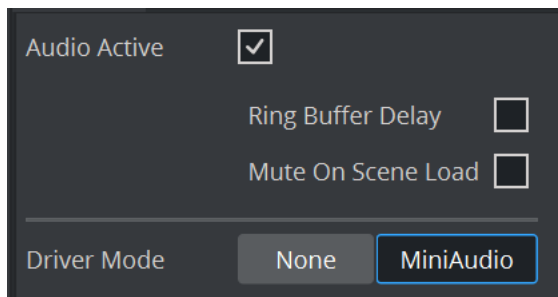 Audio Active
Ring Buffer Delay
Mute On Scene Load
Driver Mode None MiniAudio